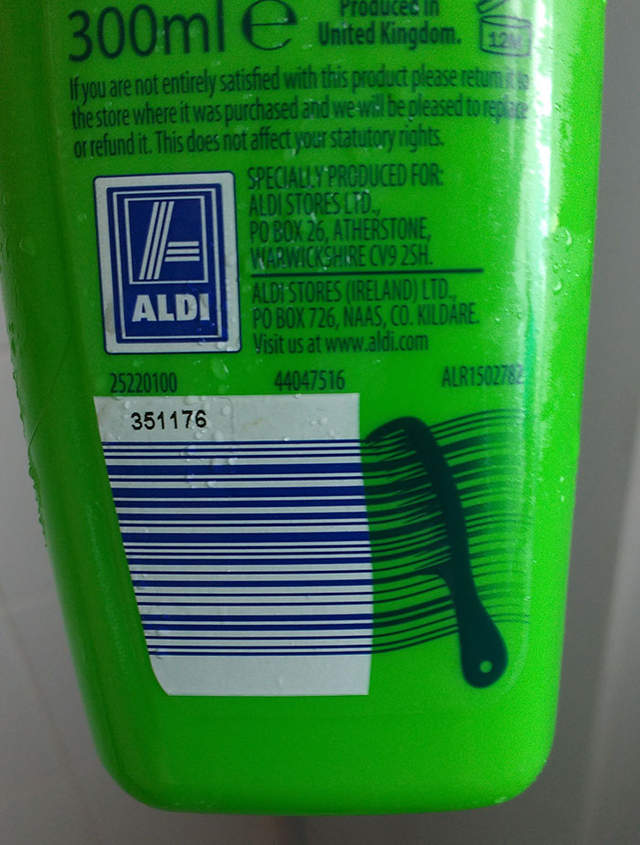 300ml e Produced in
United Kingdom.
12M
If you are not entirely satisfied with this product please return it to
the store where it was purchased and we will be pleased to replace
or refund it. This does not affect your statutory rights.
SPECIALLY PRODUCED FOR:
ALDI STORES LTD.,
PO BOX 26, ATHERSTONE,
WARWICKSHIRE CV9 2SH.
ALDI STORES (IRELAND) LTD.,
PO BOX 726, NAAS, CO. KILDARE.
Visit us at www.aldi.com
ALDI
25220100 44047516 ALR1502782
351176